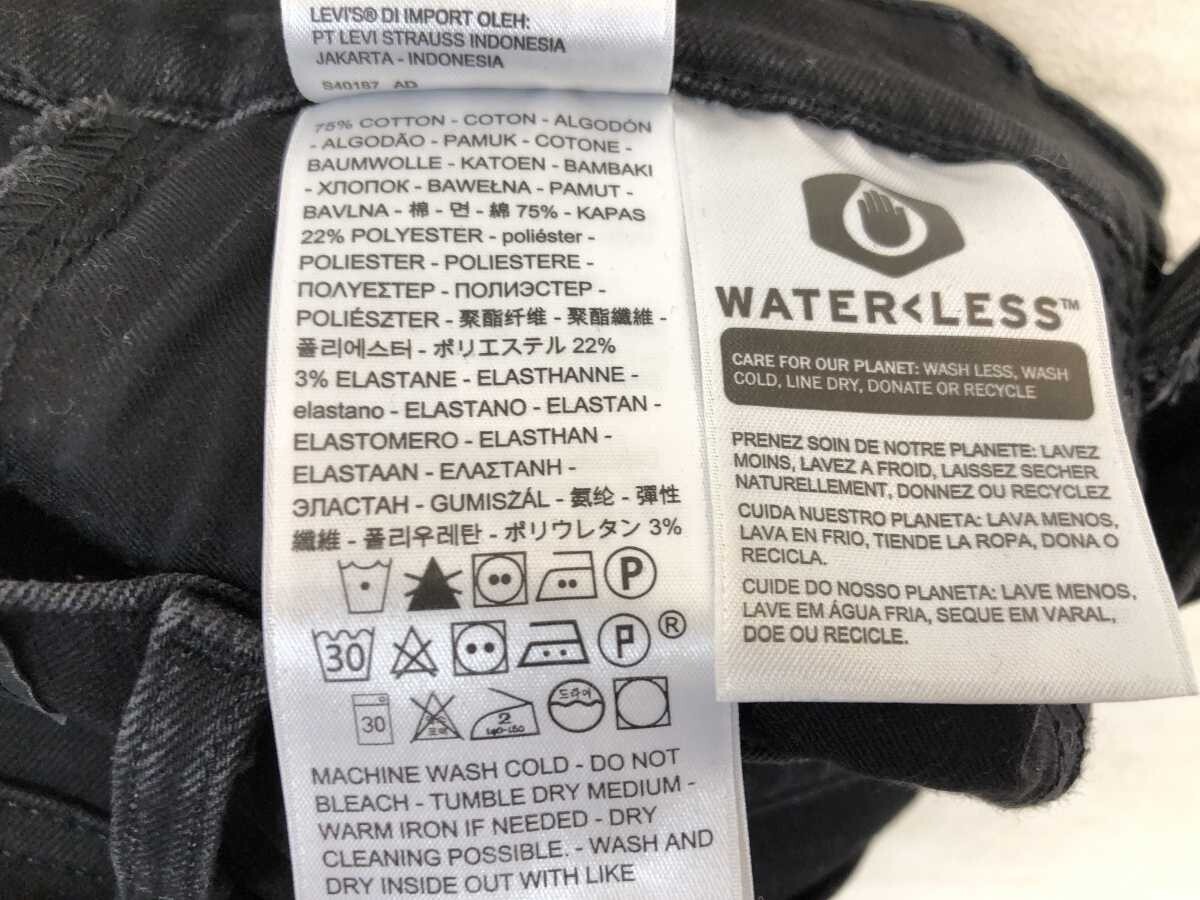 LEVI'S® DI IMPORT OLEH:
PT LEVI STRAUSS INDONESIA
JAKARTA - INDONESIA
S40187 AD
75% COTTON - COTON - ALGODÓN
- ALGODÃO - PAMUK - COTONE -
BAUMWOLLE - KATOEN - BAMBAKI
- ХЛОПОК - BAWEŁNA - PAMUT -
BAVLNA - 棉 - 면 - 綿 75% - KAPAS
22% POLYESTER - poliéster -
POLIESTER - POLIESTERE -
ΠΟΛΥΕΣΤΕΡ - ПОЛИЭСТЕР -
POLIÉSZTER - 聚酯纤维 - 聚酯纖維 -
폴리에스터 - ポリエステル 22%
3% ELASTANE - ELASTHANNE -
elastano - ELASTANO - ELASTAN -
ELASTOMERO - ELASTHAN -
ELASTAAN - ΕΛΑΣΤΑΝΗ -
ЭЛАСТАН - GUMISZÁL - 氨纶 - 彈性
纖維 - 폴리우레탄 - ポリウレタン 3%
P
30 P ®
30 2 140-160 드라이
MACHINE WASH COLD - DO NOT
BLEACH - TUMBLE DRY MEDIUM -
WARM IRON IF NEEDED - DRY
CLEANING POSSIBLE. - WASH AND
DRY INSIDE OUT WITH LIKE
WATER<LESS™
CARE FOR OUR PLANET: WASH LESS, WASH
COLD, LINE DRY, DONATE OR RECYCLE
PRENEZ SOIN DE NOTRE PLANETE: LAVEZ
MOINS, LAVEZ A FROID, LAISSEZ SECHER
NATURELLEMENT, DONNEZ OU RECYCLEZ
CUIDA NUESTRO PLANETA: LAVA MENOS,
LAVA EN FRIO, TIENDE LA ROPA, DONA O
RECICLA.
CUIDE DO NOSSO PLANETA: LAVE MENOS,
LAVE EM ÁGUA FRIA, SEQUE EM VARAL,
DOE OU RECICLE.